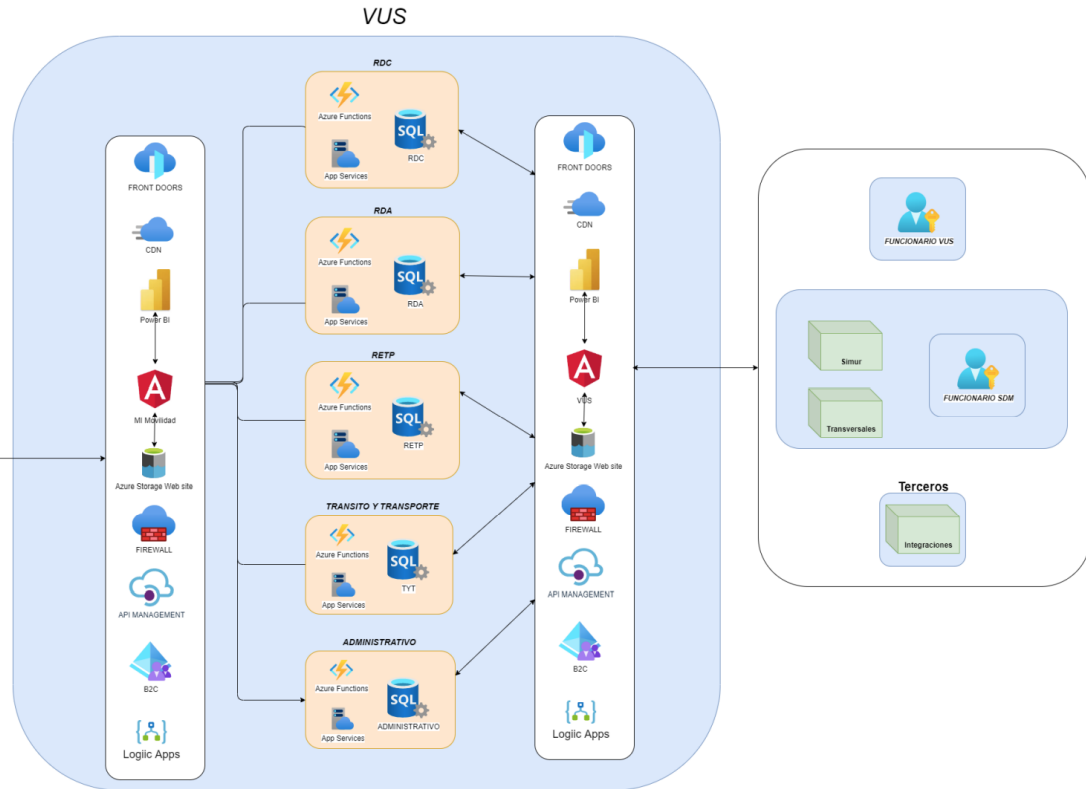 VUS
FRONT DOORS
CDN
Power BI
MI Movilidad
Azure Storage Web site
FIREWALL
API MANAGEMENT
B2C
Logiic Apps
RDC
Azure Functions
SQL
RDC
App Services
RDA
Azure Functions
SQL
RDA
App Services
RETP
Azure Functions
SQL
RETP
App Services
TRANSITO Y TRANSPORTE
Azure Functions
SQL
TYT
App Services
ADMINISTRATIVO
Azure Functions
SQL
ADMINISTRATIVO
App Services
FRONT DOORS
CDN
Power BI
VUS
Azure Storage Web site
FIREWALL
API MANAGEMENT
B2C
Logiic Apps
FUNCIONARIO VUS
Simur
FUNCIONARIO SDM
Transversales
Terceros
Integraciones